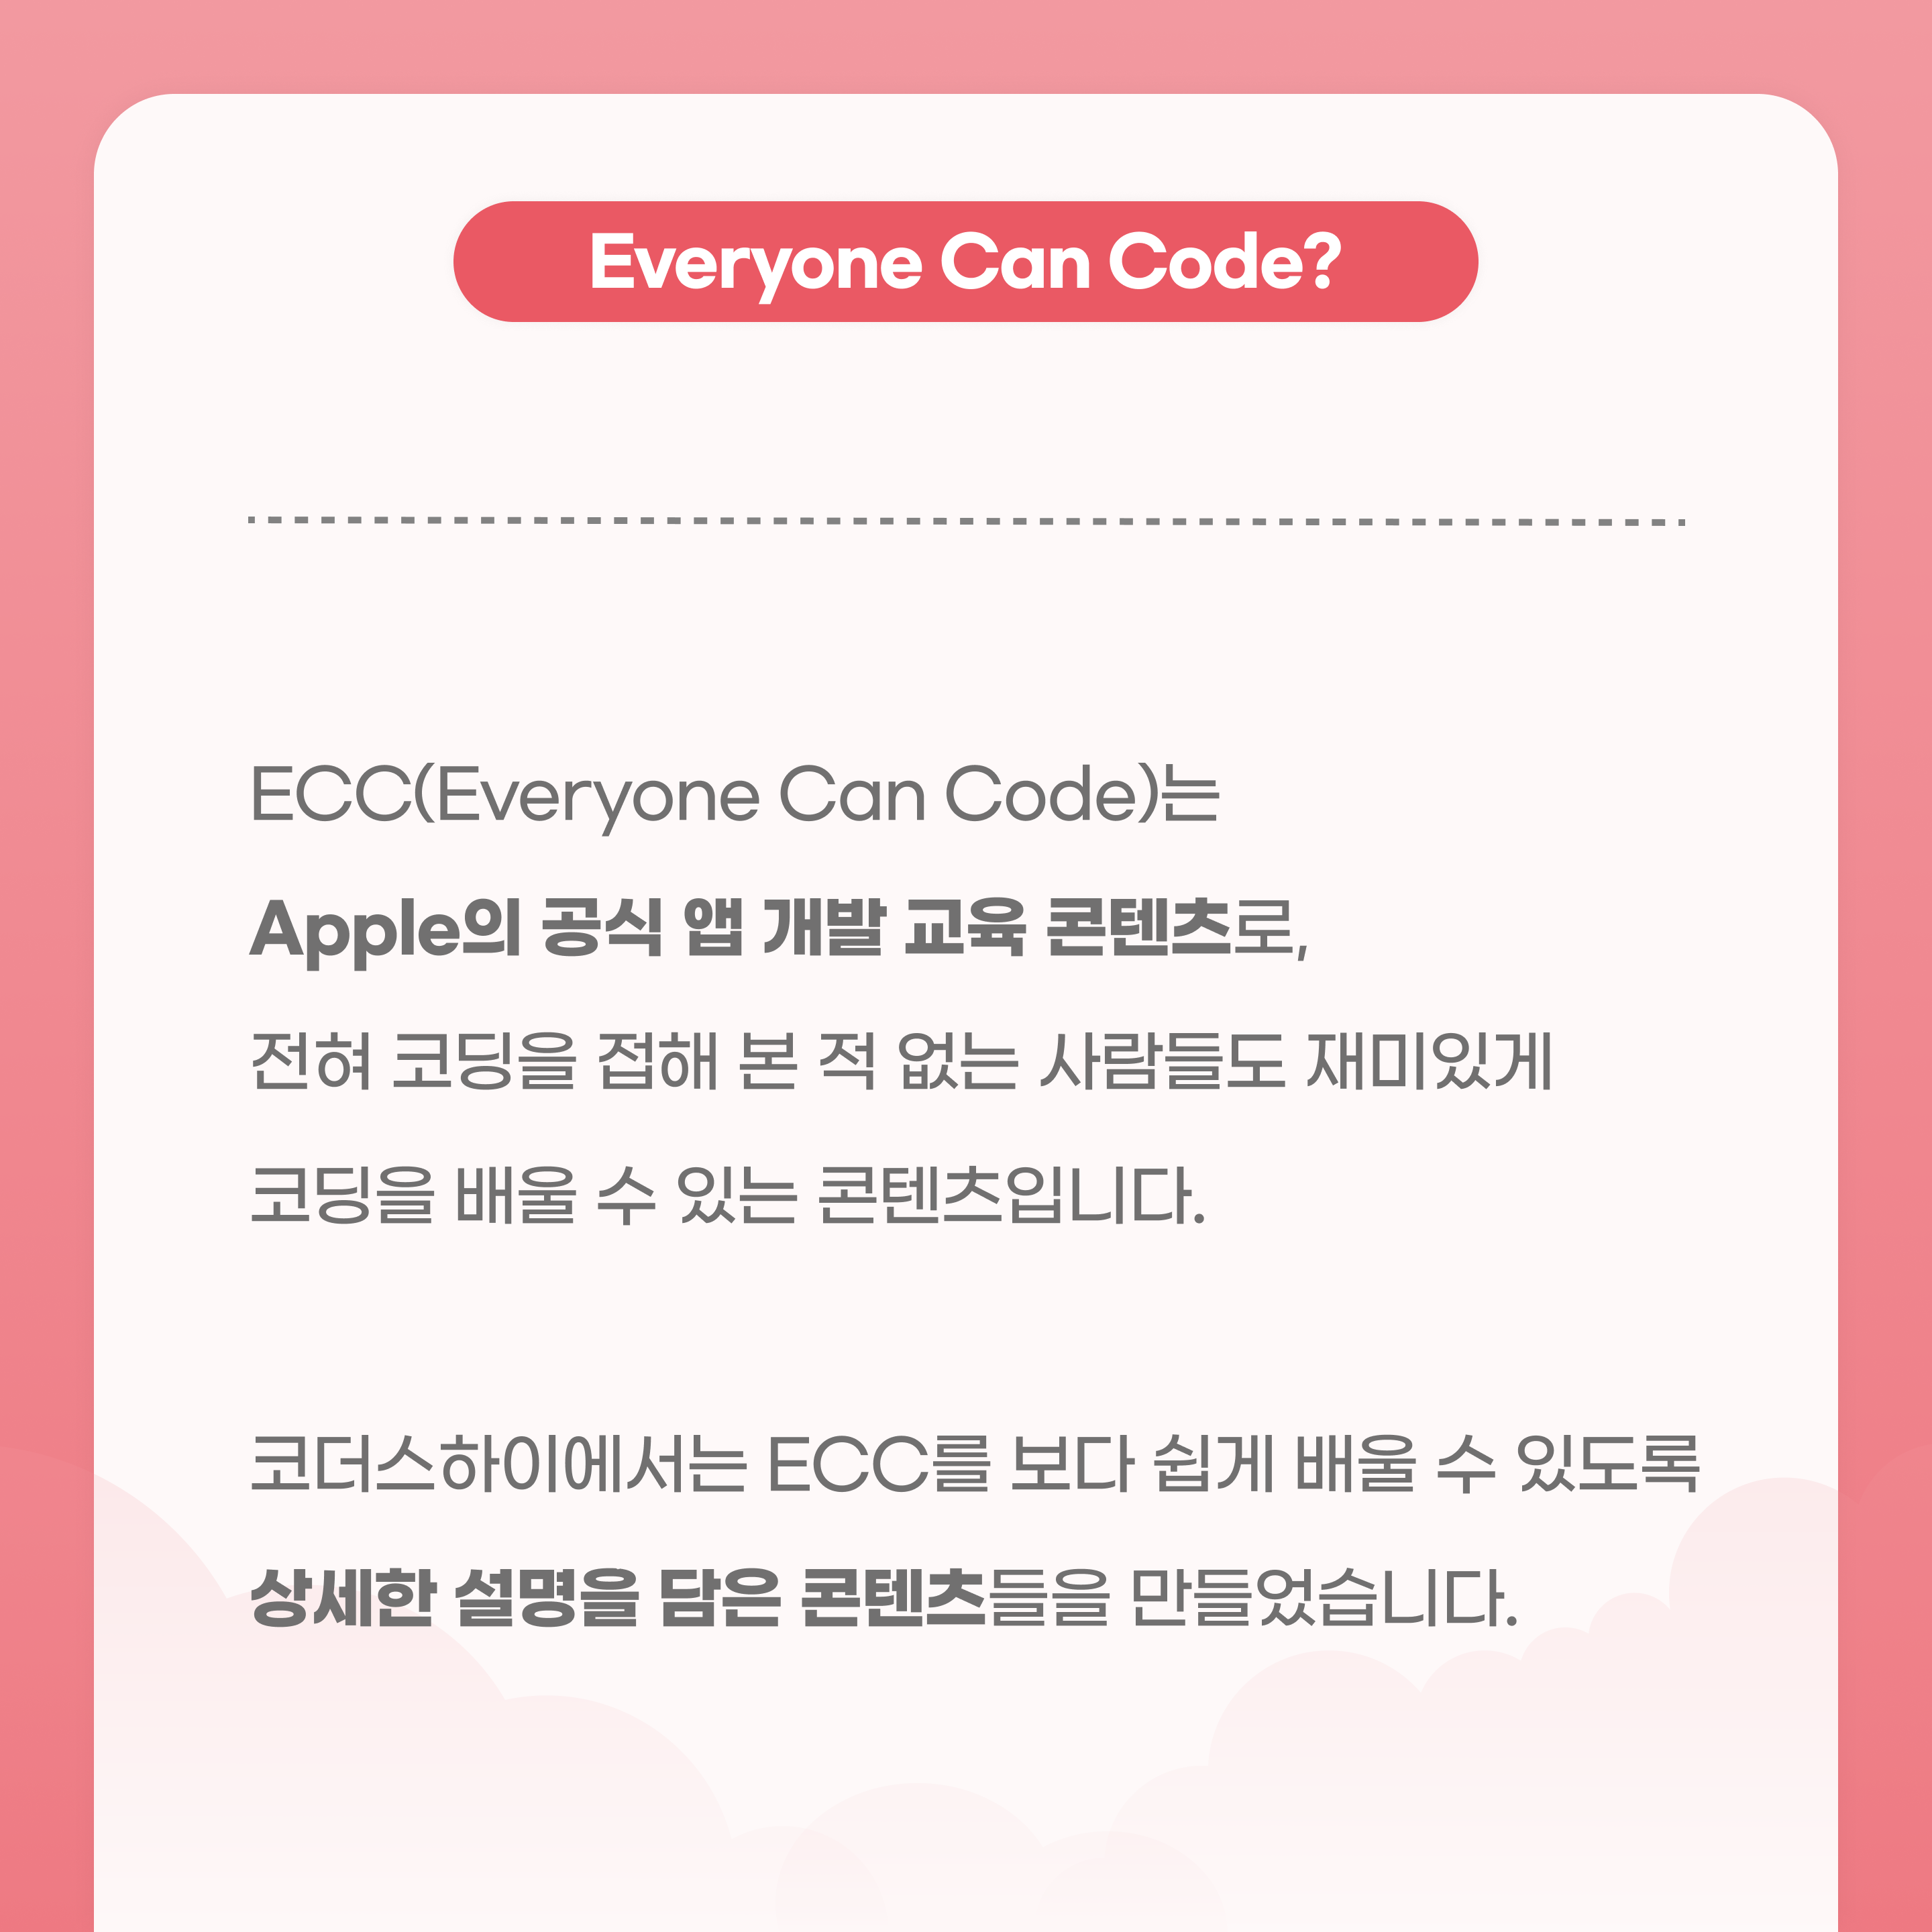 Everyone Can Code?
ECC(Everyone Can Code)는
Apple의 공식 앱 개발 교육 콘텐츠로,
전혀 코딩을 접해 본 적 없는 사람들도 재미있게
코딩을 배울 수 있는 콘텐츠입니다.
코더스하이에서는 ECC를 보다 쉽게 배울 수 있도록
상세한 설명을 담은 콘텐츠를을 만들었습니다.